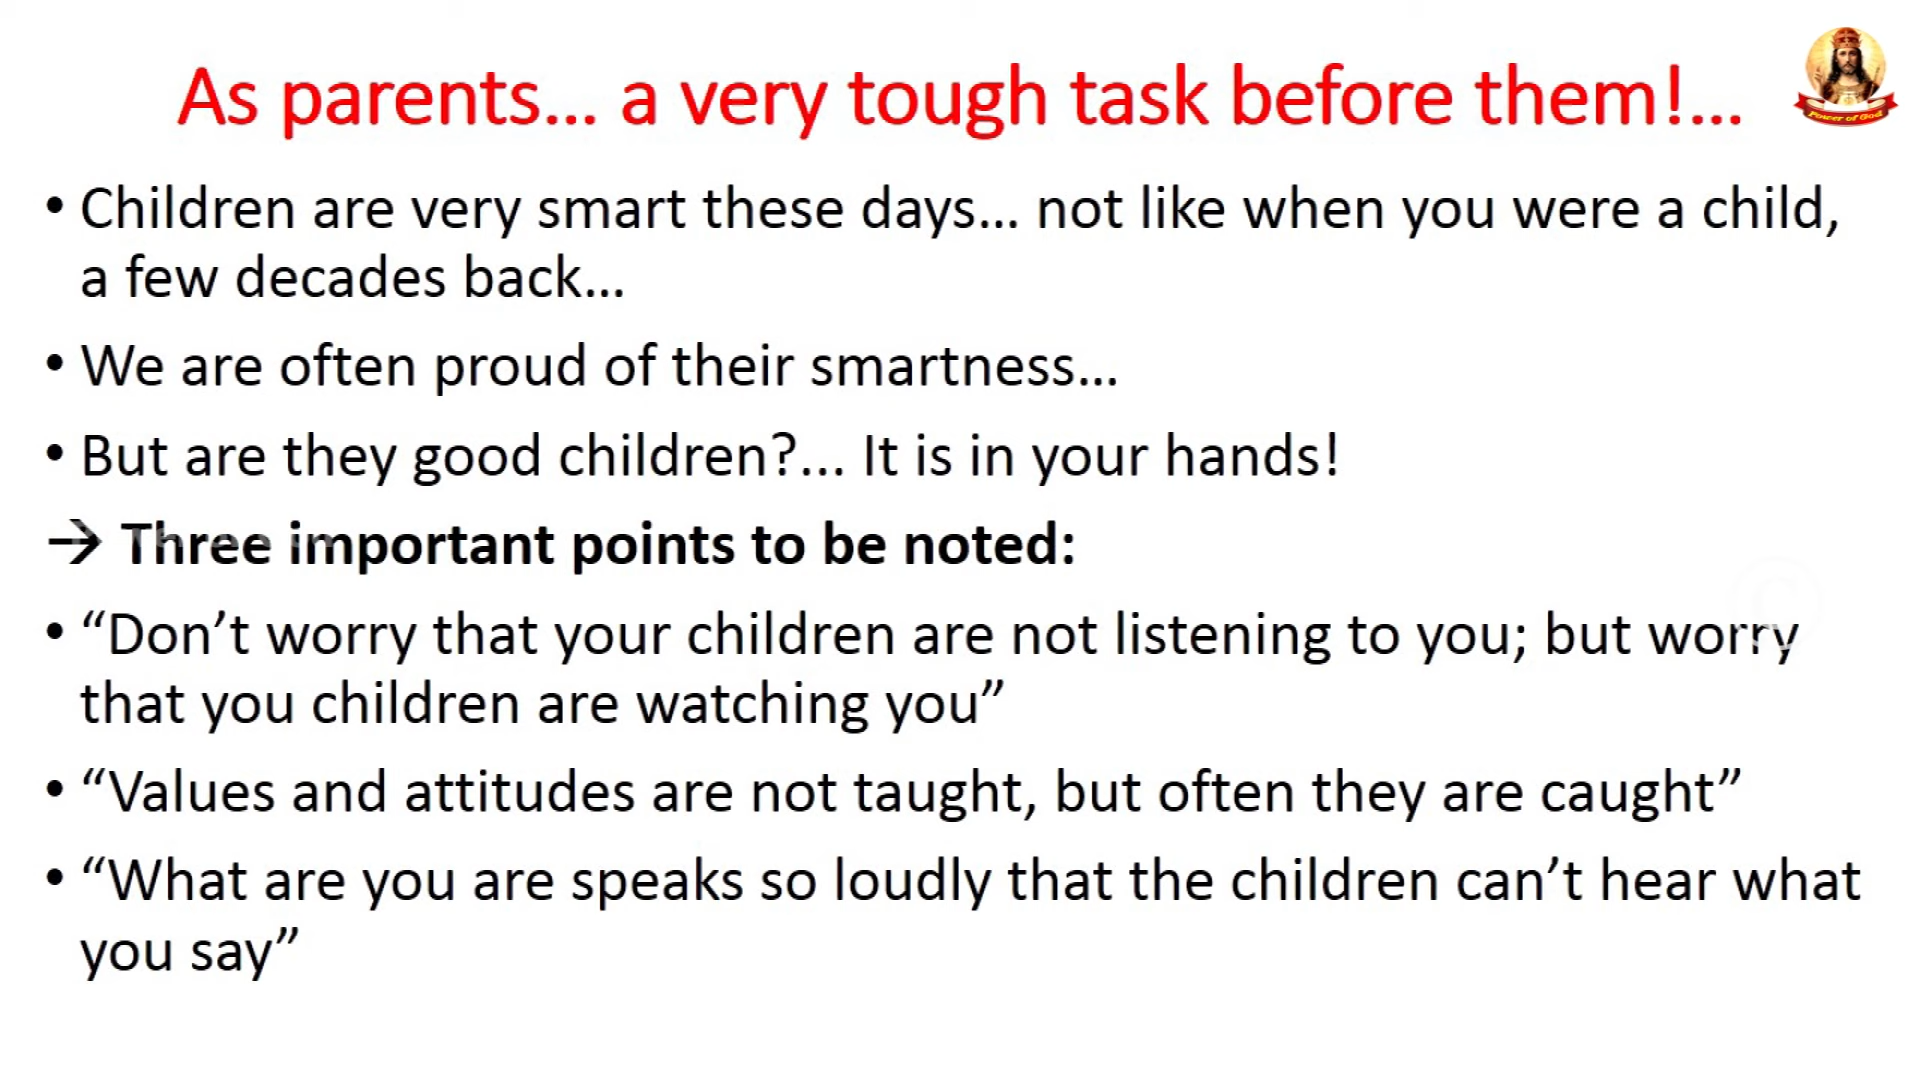 As parents... a very tough task before them!...
Power of God
• Children are very smart these days... not like when you were a child,
a few decades back...
• We are often proud of their smartness...
• But are they good children?... It is in your hands!
→ Three important points to be noted:
• “Don’t worry that your children are not listening to you; but worry
that you children are watching you”
• “Values and attitudes are not taught, but often they are caught”
• “What are you are speaks so loudly that the children can’t hear what
you say”